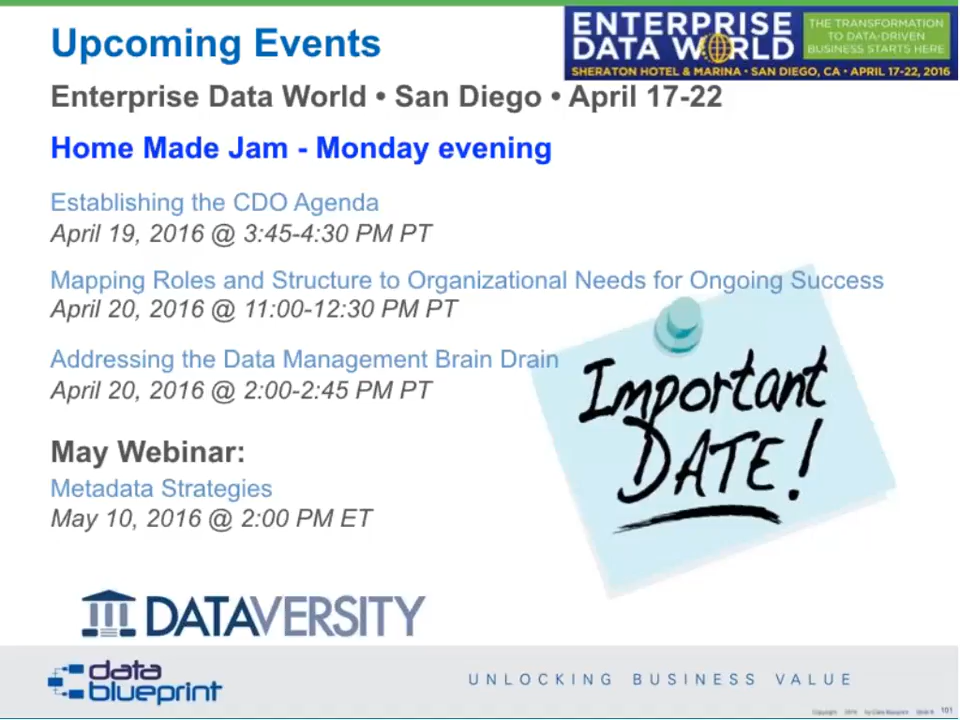 Upcoming Events
ENTERPRISE
DATA WORLD
THE TRANSFORMATION
TO DATA-DRIVEN
BUSINESS STARTS HERE
SHERATON HOTEL & MARINA • SAN DIEGO, CA • APRIL 17-22, 2016
Enterprise Data World • San Diego • April 17-22
Home Made Jam - Monday evening
Establishing the CDO Agenda
April 19, 2016 @ 3:45-4:30 PM PT
Mapping Roles and Structure to Organizational Needs for Ongoing Success
April 20, 2016 @ 11:00-12:30 PM PT
Addressing the Data Management Brain Drain
April 20, 2016 @ 2:00-2:45 PM PT
Important
DATE!
May Webinar:
Metadata Strategies
May 10, 2016 @ 2:00 PM ET
DATAVERSITY
data
blueprint
UNLOCKING BUSINESS VALUE
101